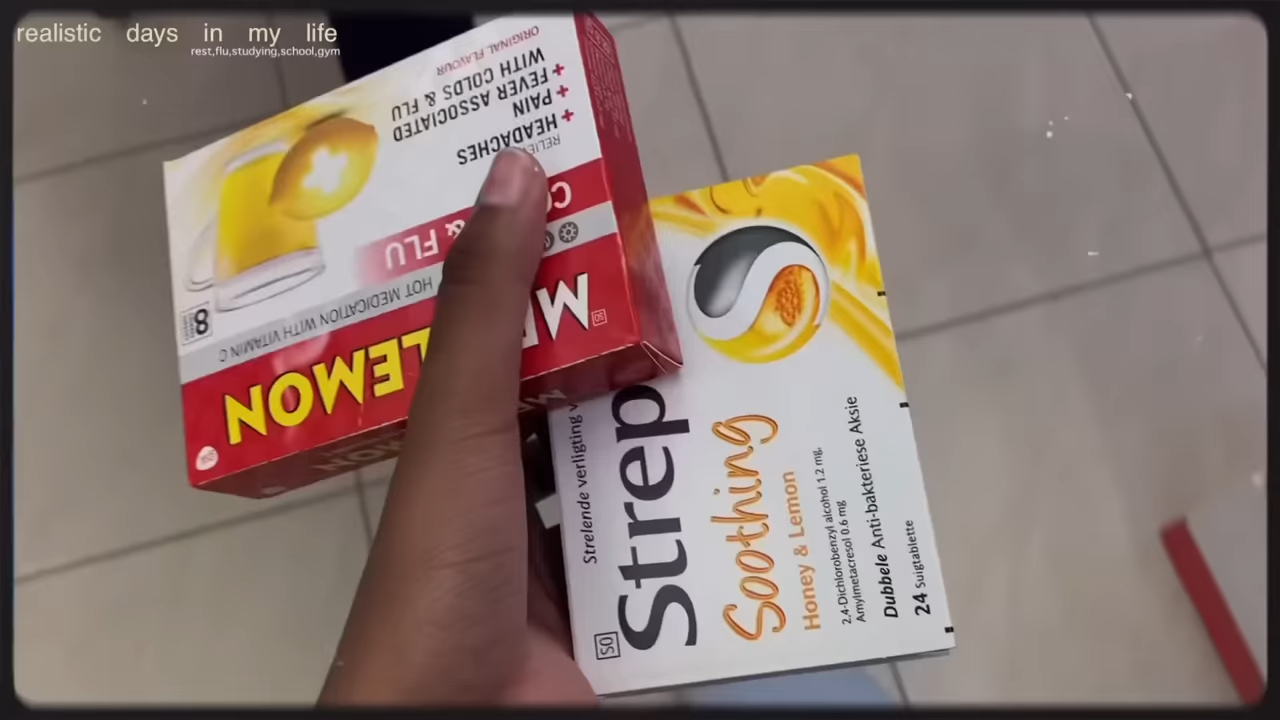 realistic days in my life
rest,flu,studying,school,gym
LEMON
HOT MEDICATION WITH VITAMIN C
& FLU
HEADACHES
PAIN
FEVER ASSOCIATED
WITH COLDS & FLU
ORIGINAL FLAVOUR
8
S0
Strelende verligting
Strep
Soothing
Honey & Lemon
2,4-Dichlorobenzyl alcohol 1.2 mg,
Amylmetacresol 0.6 mg
Dubbele Anti-bakteriese Aksie
24 Suigtablette
S0